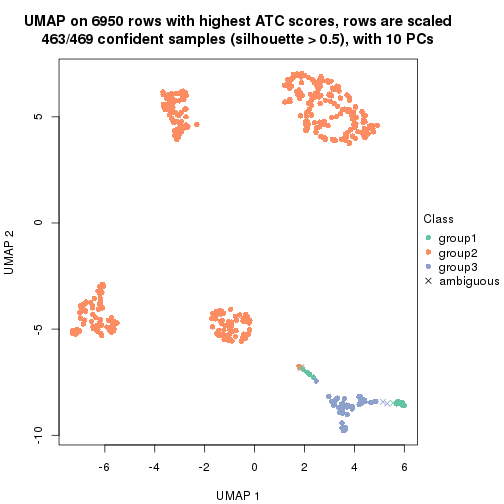 UMAP on 6950 rows with highest ATC scores, rows are scaled
463/469 confident samples (silhouette > 0.5), with 10 PCs
UMAP 2
5
0
-5
-10
-6
-4
-2
0
2
4
6
UMAP 1
Class
group1
group2
group3
ambiguous